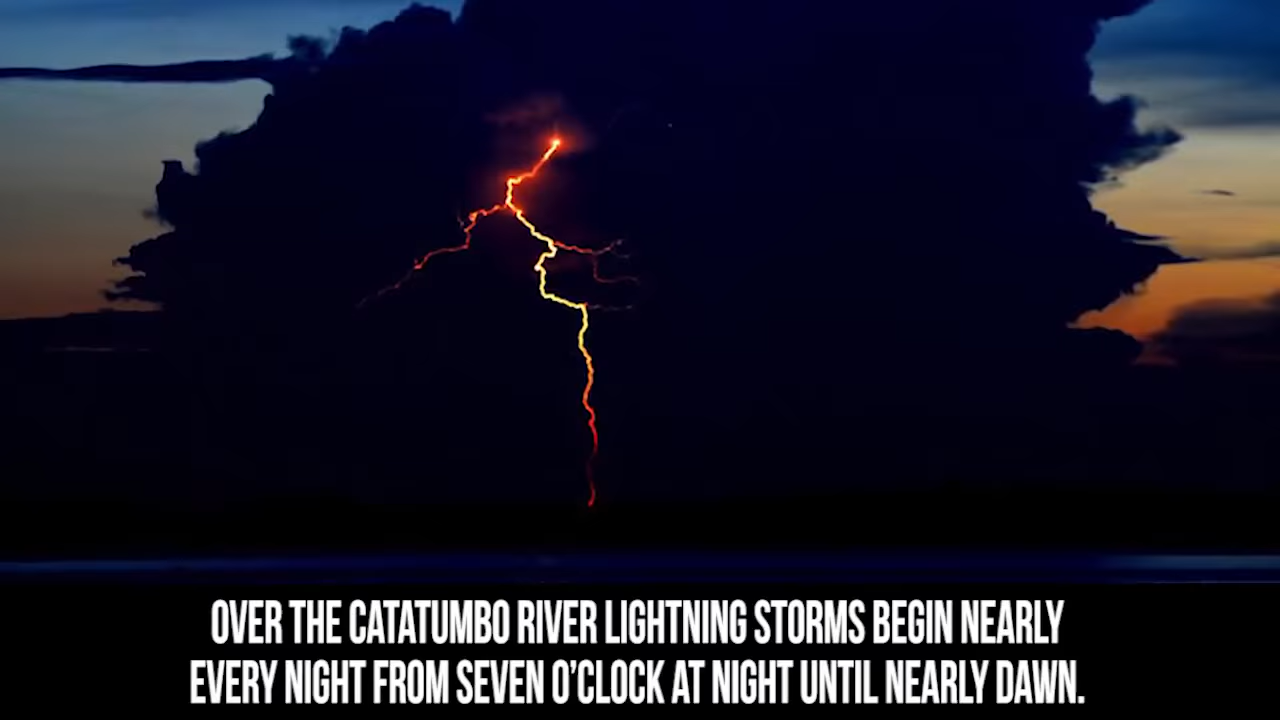 OVER THE CATATUMBO RIVER LIGHTNING STORMS BEGIN NEARLY
EVERY NIGHT FROM SEVEN O’CLOCK AT NIGHT UNTIL NEARLY DAWN.